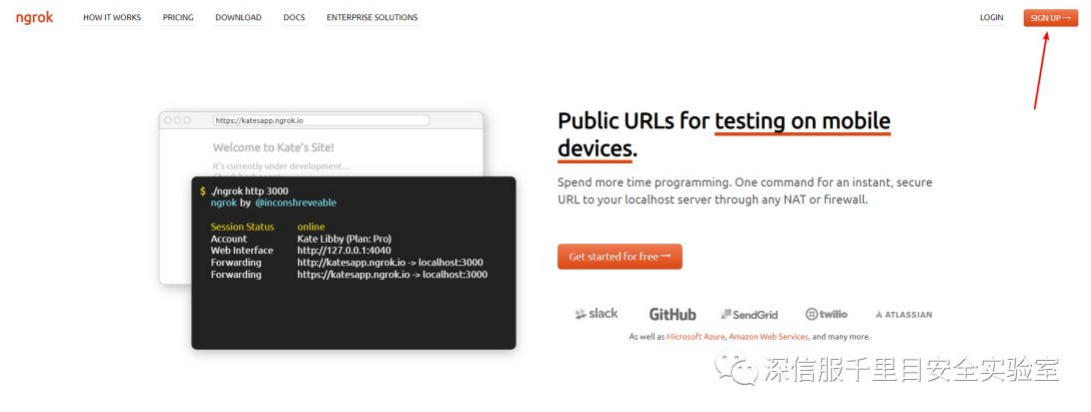 ngrok HOW IT WORKS PRICING DOWNLOAD DOCS ENTERPRISE SOLUTIONS LOGIN SIGN UP →
https://katesapp.ngrok.io
Welcome to Kate's Site!
It's currently under development...
$ ./ngrok http 3000
ngrok by @inconshreveable
Session Status online
Account Kate Libby (Plan: Pro)
Web Interface http://127.0.0.1:4040
Forwarding http://katesapp.ngrok.io -> localhost:3000
Forwarding https://katesapp.ngrok.io -> localhost:3000
Public URLs for testing on mobile
devices.
Spend more time programming. One command for an instant, secure
URL to your localhost server through any NAT or firewall.
Get started for free →
slack GitHub SendGrid twilio ATLASSIAN
As well as Microsoft Azure, Amazon Web Services, and many more.
深信服千里目安全实验室